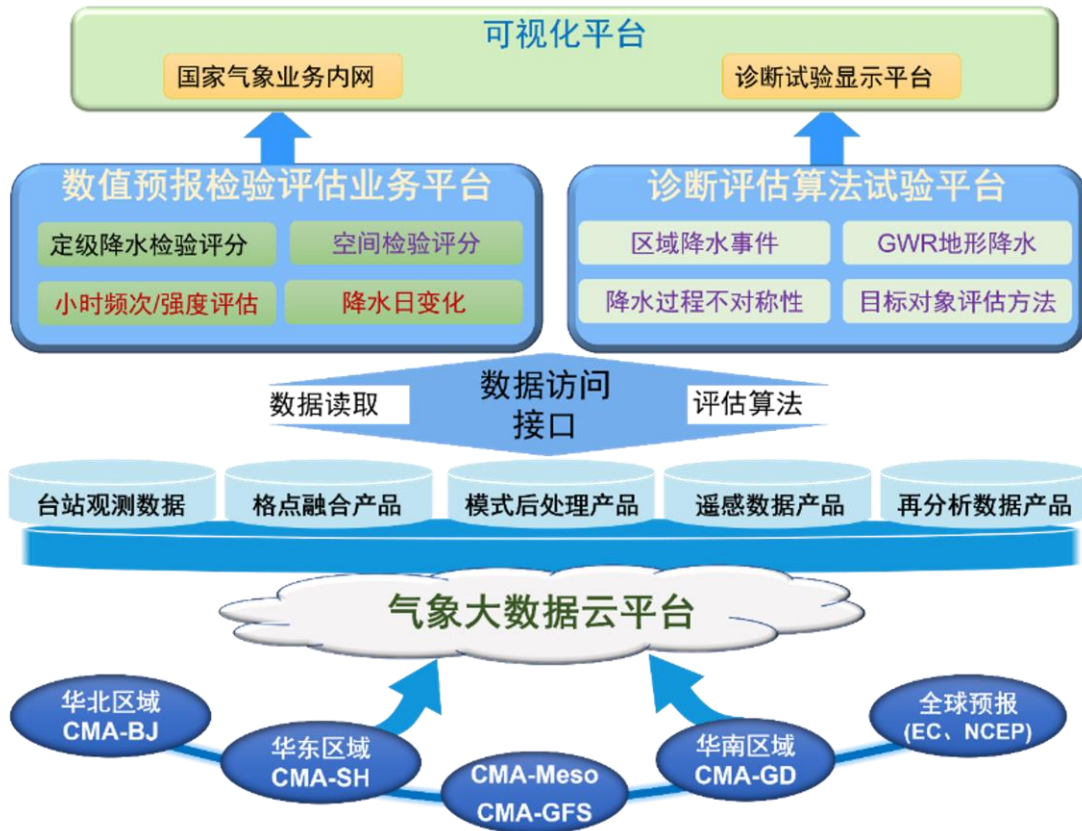 可视化平台
国家气象业务内网
诊断试验显示平台
数值预报检验评估业务平台
定级降水检验评分
空间检验评分
小时频次/强度评估
降水日变化
诊断评估算法试验平台
区域降水事件
GWR地形降水
降水过程不对称性
目标对象评估方法
数据读取
数据访问
接口
评估算法
台站观测数据
格点融合产品
模式后处理产品
遥感数据产品
再分析数据产品
气象大数据云平台
华北区域
CMA-BJ
华东区域
CMA-SH
CMA-Meso
CMA-GFS
华南区域
CMA-GD
全球预报
(EC、NCEP)